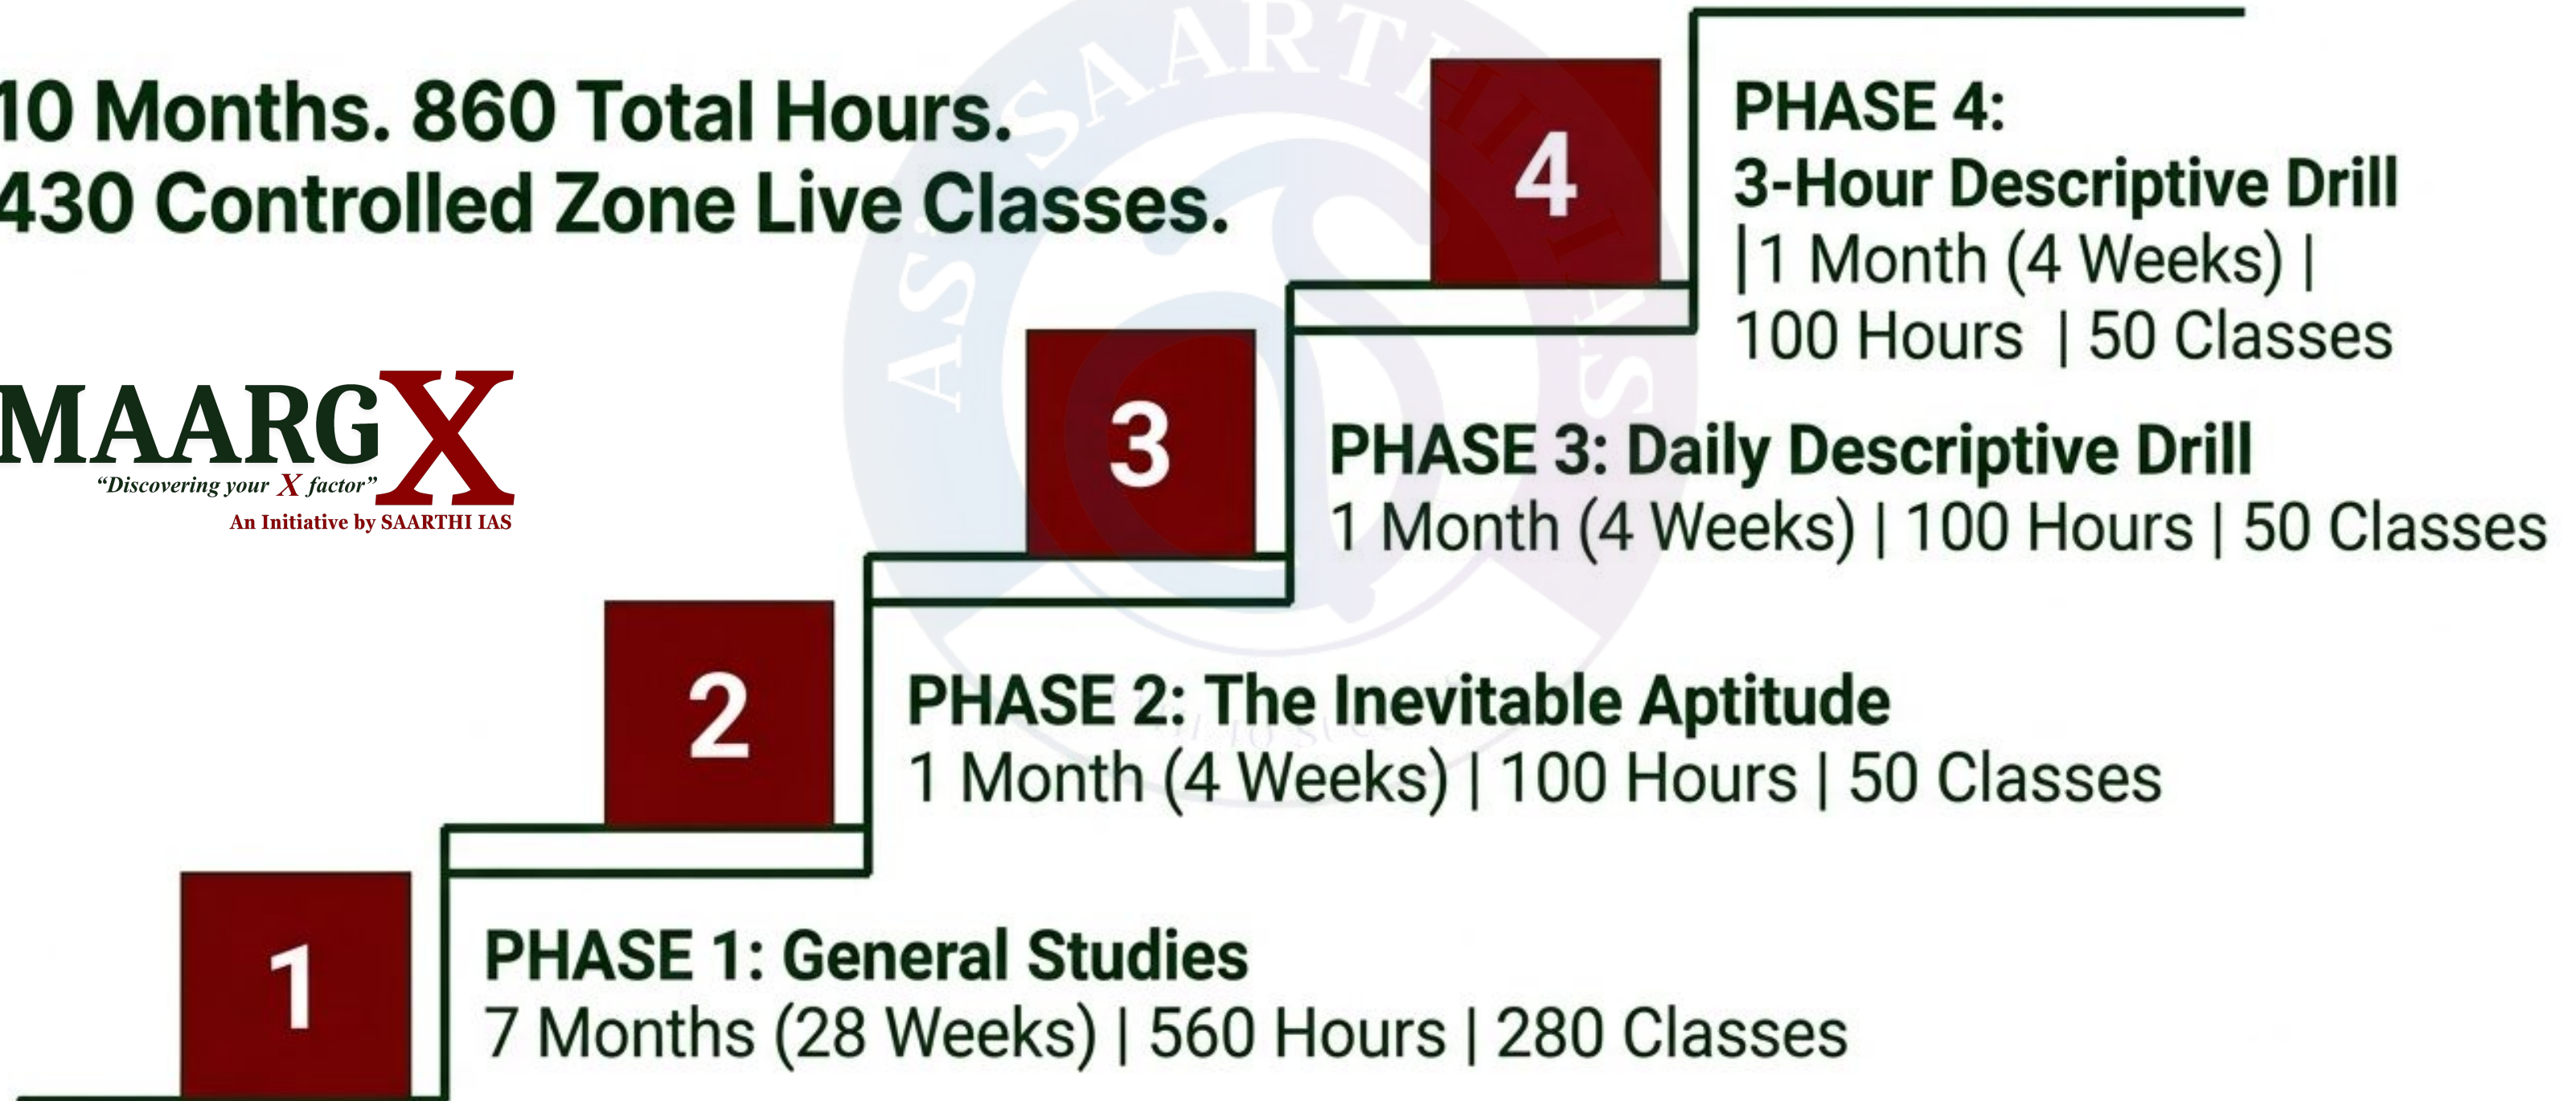 10 Months. 860 Total Hours.
430 Controlled Zone Live Classes.
MAARGX
“Discovering your X factor”
An Initiative by SAARTHI IAS
4
PHASE 4:
3-Hour Descriptive Drill
|1 Month (4 Weeks) |
100 Hours | 50 Classes
3
PHASE 3: Daily Descriptive Drill
1 Month (4 Weeks) | 100 Hours | 50 Classes
2
PHASE 2: The Inevitable Aptitude
1 Month (4 Weeks) | 100 Hours | 50 Classes
1
PHASE 1: General Studies
7 Months (28 Weeks) | 560 Hours | 280 Classes
SAARTHI IAS